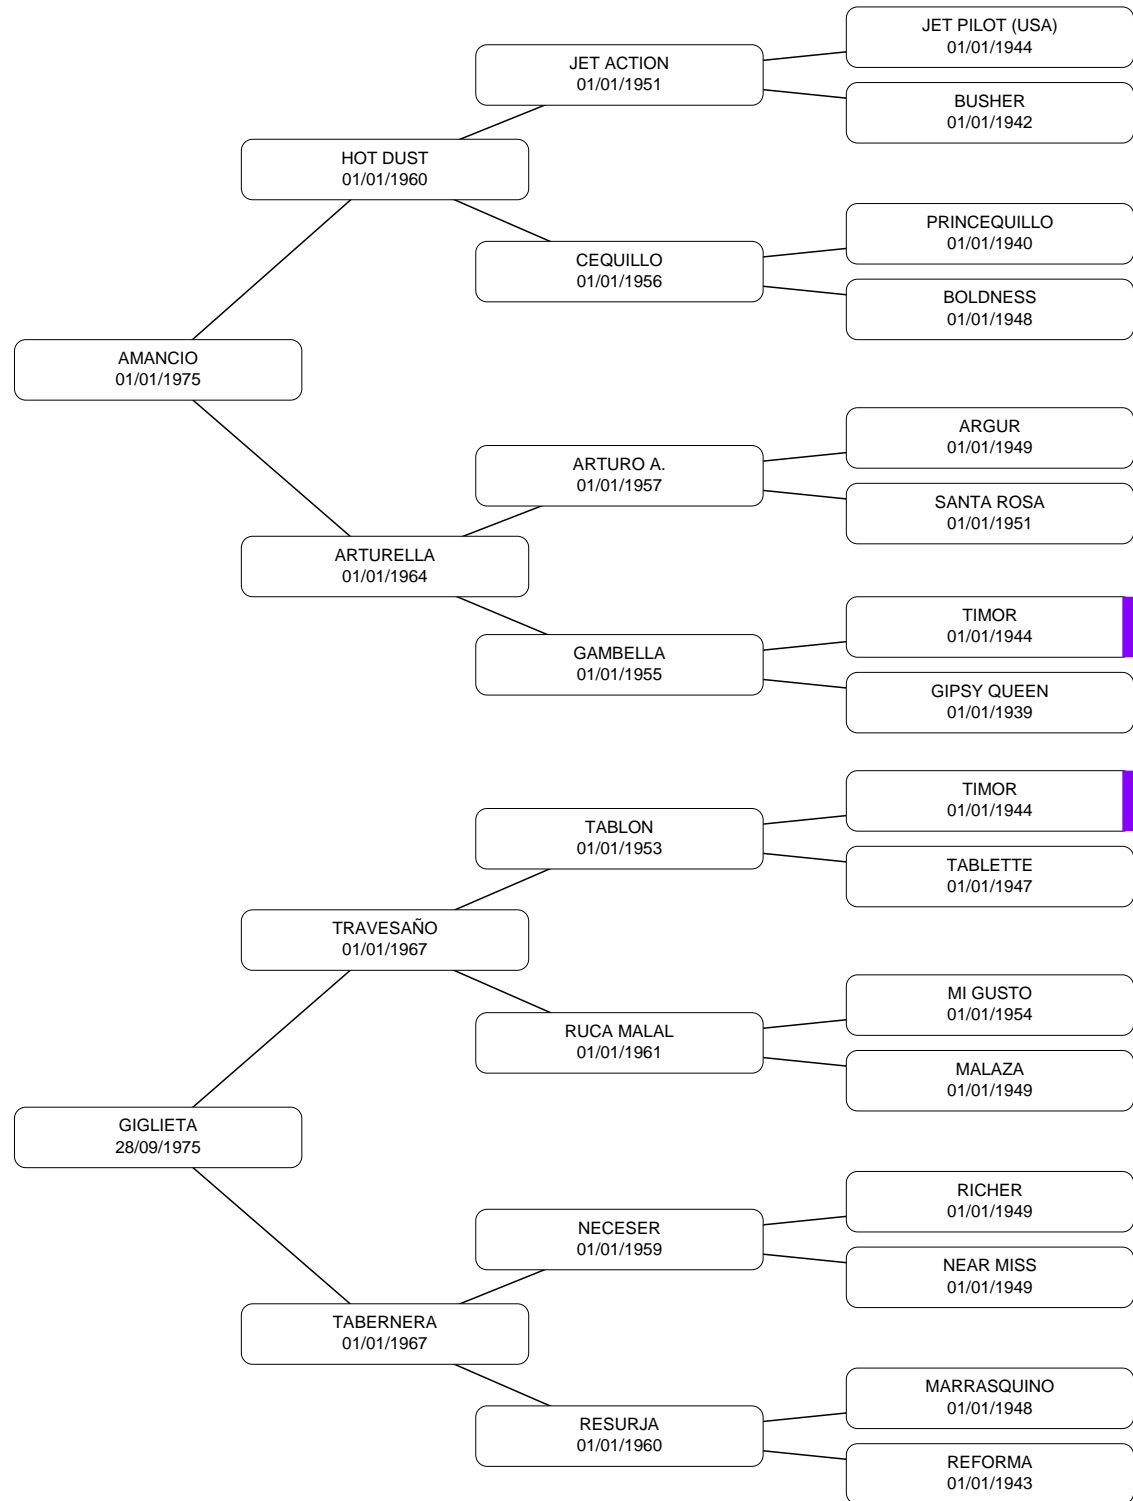 JET PILOT (USA)
01/01/1944
JET ACTION
01/01/1951
BUSHER
01/01/1942
HOT DUST
01/01/1960
PRINCEQUILLO
01/01/1940
CEQUILLO
01/01/1956
BOLDNESS
01/01/1948
AMANCIO
01/01/1975
ARGUR
01/01/1949
ARTURO A.
01/01/1957
SANTA ROSA
01/01/1951
ARTURELLA
01/01/1964
TIMOR
01/01/1944
GAMBELLA
01/01/1955
GIPSY QUEEN
01/01/1939
TIMOR
01/01/1944
TABLON
01/01/1953
TABLETTE
01/01/1947
TRAVESAÑO
01/01/1967
MI GUSTO
01/01/1954
RUCA MALAL
01/01/1961
MALAZA
01/01/1949
GIGLIETA
28/09/1975
RICHER
01/01/1949
NECESER
01/01/1959
NEAR MISS
01/01/1949
TABERNERA
01/01/1967
MARRASQUINO
01/01/1948
RESURJA
01/01/1960
REFORMA
01/01/1943